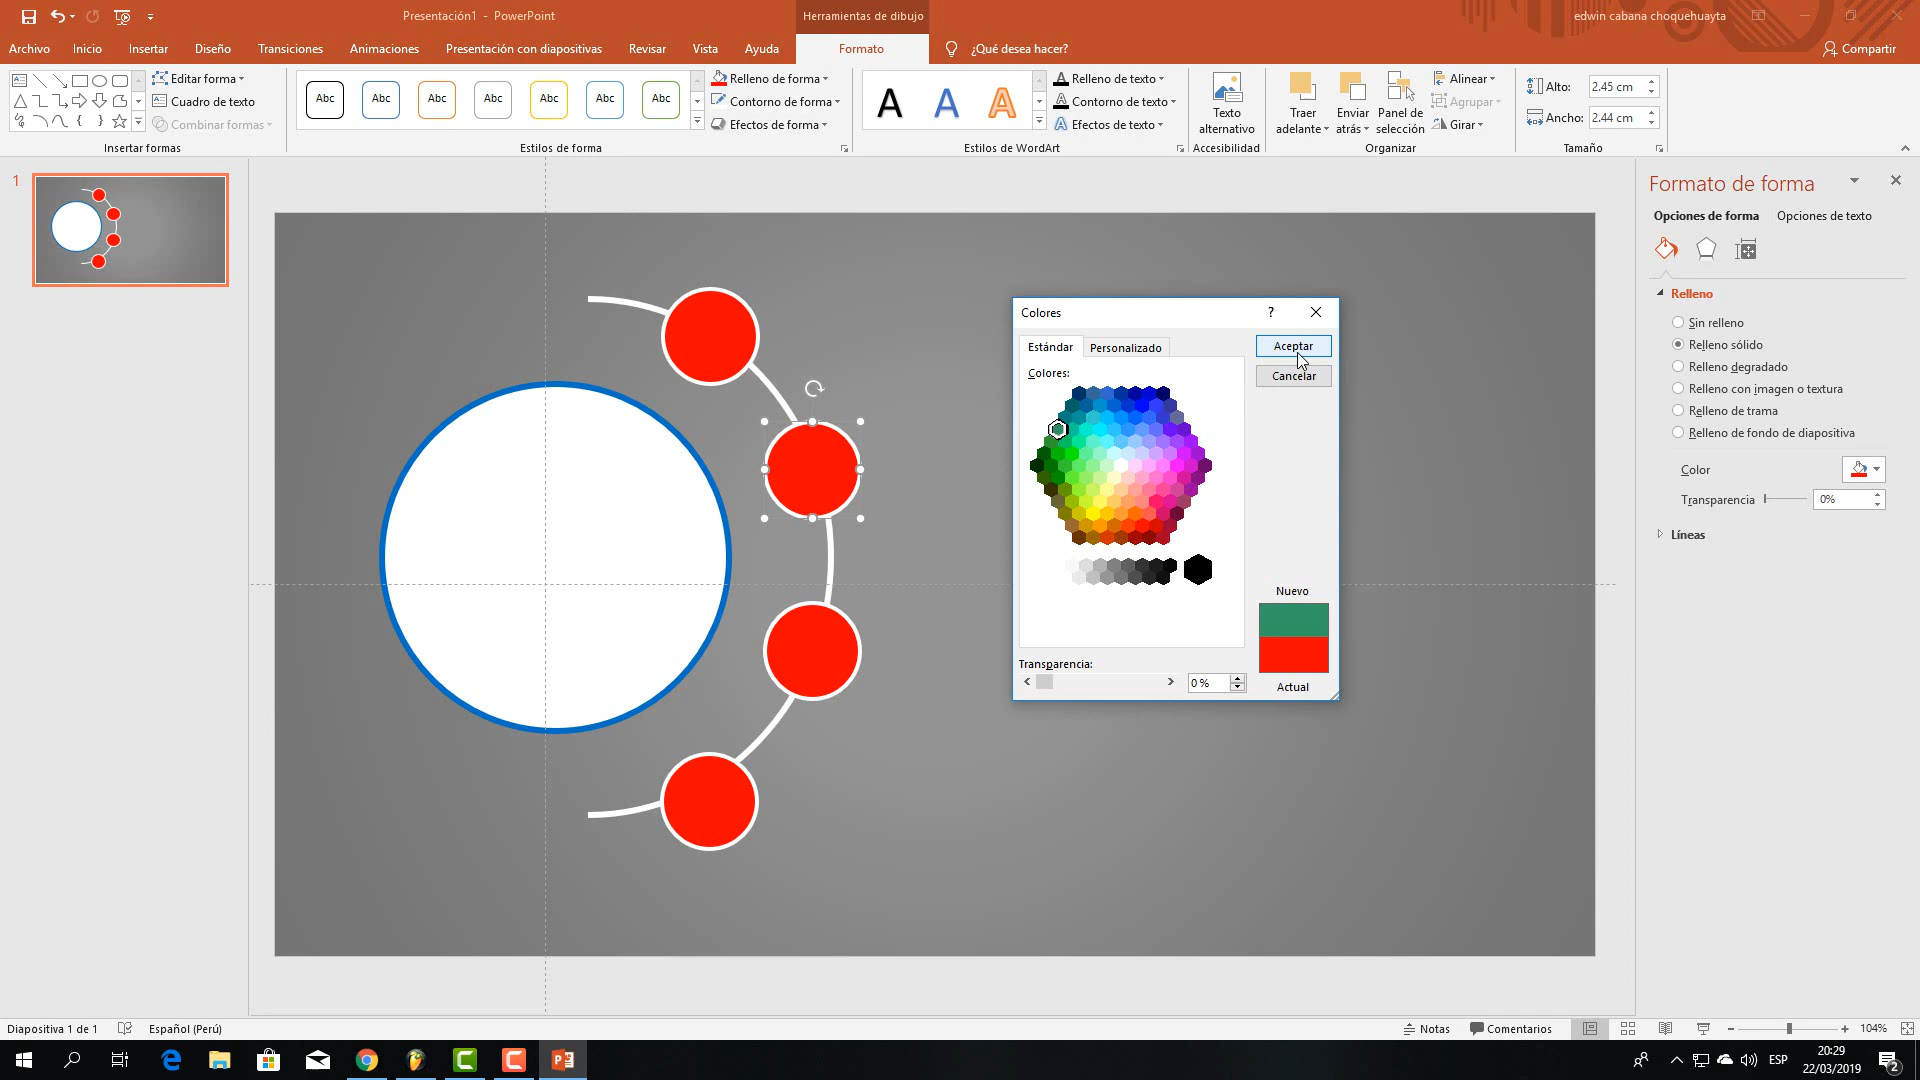 Presentación1 - PowerPoint
Herramientas de dibujo
edwin cabana choquehuayta
Archivo Inicio Insertar Diseño Transiciones Animaciones Presentación con diapositivas Revisar Vista Ayuda Formato ¿Qué desea hacer? Compartir
Editar forma
Cuadro de texto
Combinar formas
Insertar formas
Abc Abc Abc Abc Abc Abc Abc
Relleno de forma
Contorno de forma
Efectos de forma
Estilos de forma
A A A
Relleno de texto
Contorno de texto
Efectos de texto
Estilos de WordArt
Texto alternativo
Accesibilidad
Traer adelante
Enviar atrás
Panel de selección
Alinear
Agrupar
Girar
Organizar
Alto: 2.45 cm
Ancho: 2.44 cm
Tamaño
1
Colores
?
Estándar Personalizado
Aceptar
Cancelar
Colores:
Nuevo
Actual
Transparencia:
0 %
Formato de forma
Opciones de forma Opciones de texto
Relleno
Sin relleno
Relleno sólido
Relleno degradado
Relleno con imagen o textura
Relleno de trama
Relleno de fondo de diapositiva
Color
Transparencia 0%
Líneas
Diapositiva 1 de 1 Español (Perú) Notas Comentarios 104%
ESP
20:29
22/03/2019
2